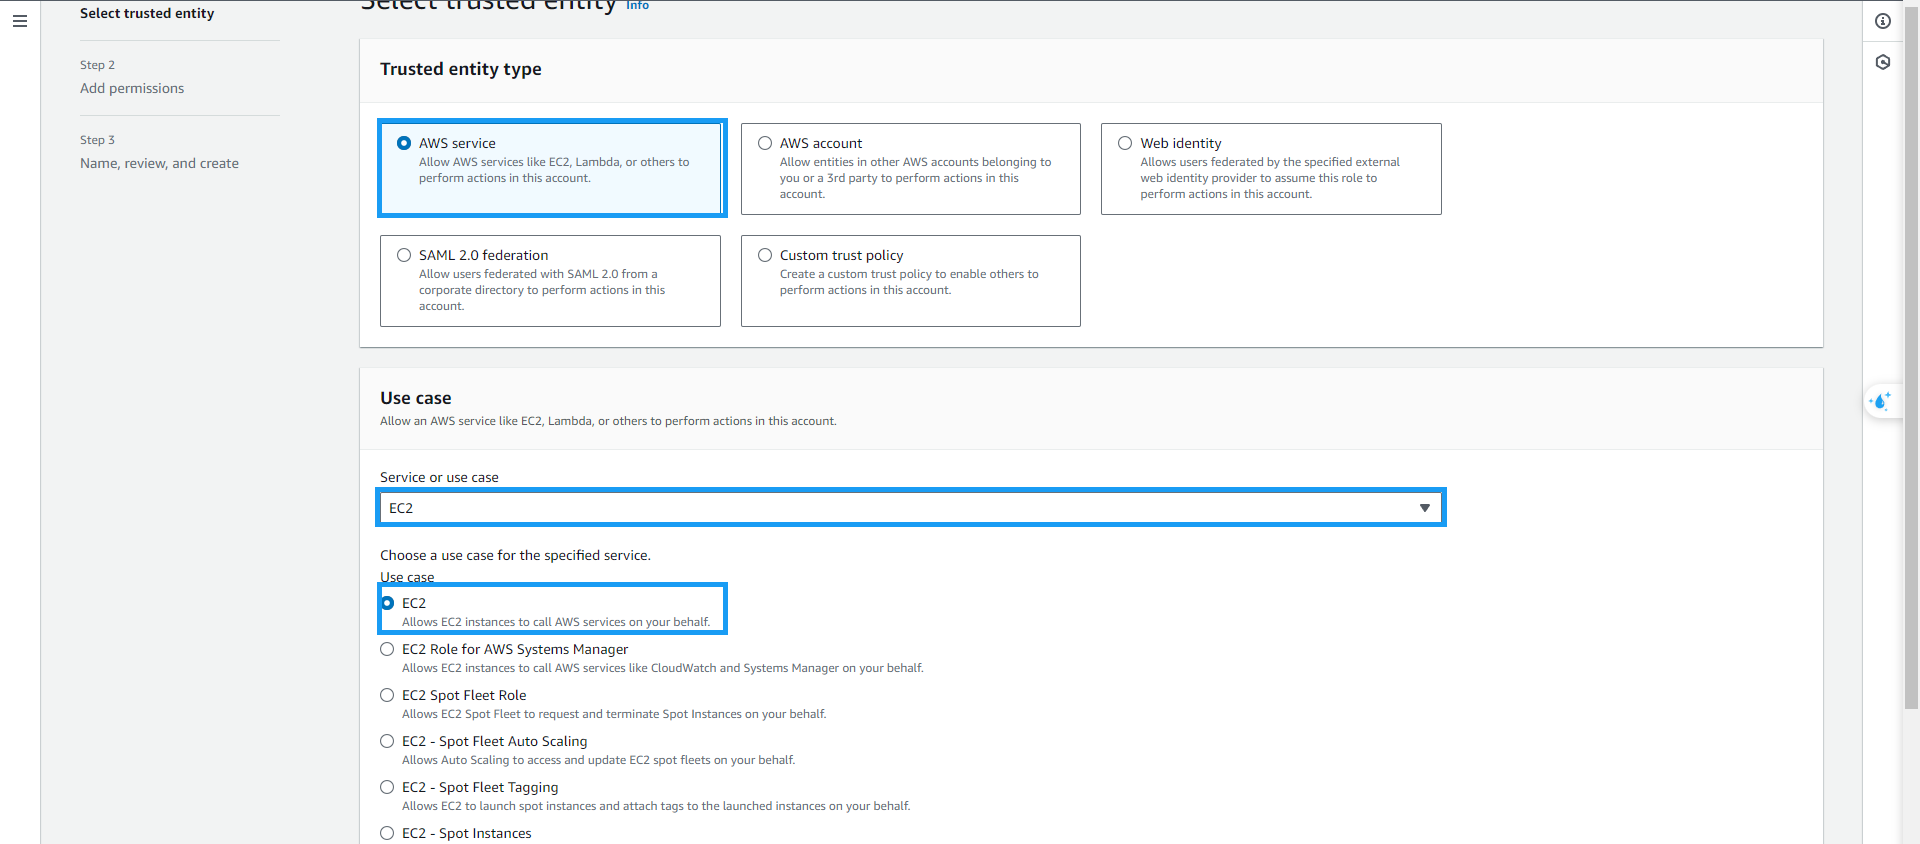 Select trusted entity
Step 2
Add permissions
Step 3
Name, review, and create
Select trusted entity Info
Trusted entity type
AWS service
Allow AWS services like EC2, Lambda, or others to
perform actions in this account.
AWS account
Allow entities in other AWS accounts belonging to
you or a 3rd party to perform actions in this
account.
Web identity
Allows users federated by the specified external
web identity provider to assume this role to
perform actions in this account.
SAML 2.0 federation
Allow users federated with SAML 2.0 from a
corporate directory to perform actions in this
account.
Custom trust policy
Create a custom trust policy to enable others to
perform actions in this account.
Use case
Allow an AWS service like EC2, Lambda, or others to perform actions in this account.
Service or use case
EC2
Choose a use case for the specified service.
Use case
EC2
Allows EC2 instances to call AWS services on your behalf.
EC2 Role for AWS Systems Manager
Allows EC2 instances to call AWS services like CloudWatch and Systems Manager on your behalf.
EC2 Spot Fleet Role
Allows EC2 Spot Fleet to request and terminate Spot Instances on your behalf.
EC2 - Spot Fleet Auto Scaling
Allows Auto Scaling to access and update EC2 spot fleets on your behalf.
EC2 - Spot Fleet Tagging
Allows EC2 to launch spot instances and attach tags to the launched instances on your behalf.
EC2 - Spot Instances